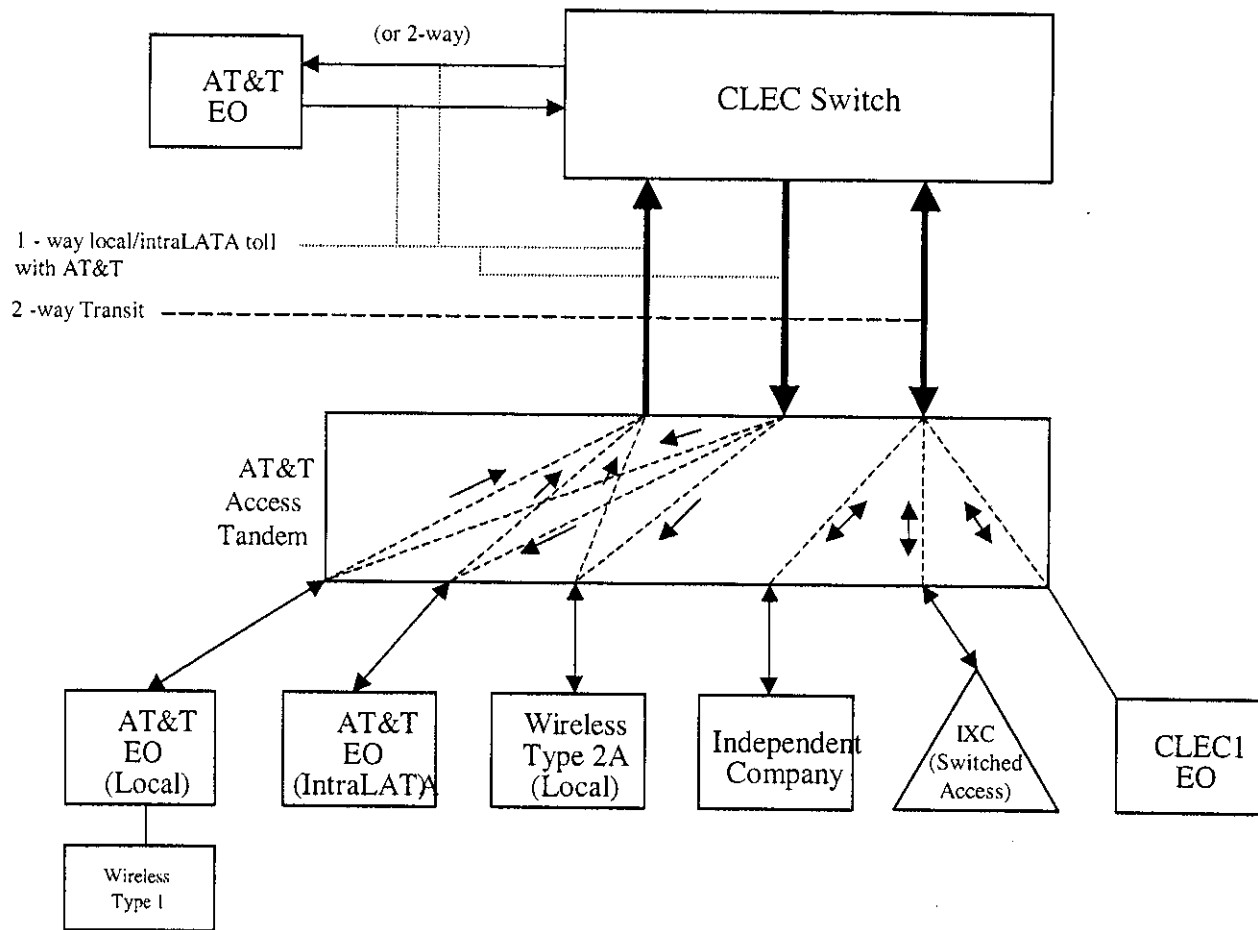 (or 2-way)
AT&T
EO
CLEC Switch
1 - way local/intraLATA toll
with AT&T
2 -way Transit
AT&T
Access
Tandem
AT&T
EO
(Local)
AT&T
EO
(IntraLAT)A
Wireless
Type 2A
(Local)
Independent
Company
IXC
(Switched
Access)
CLEC1
EO
Wireless
Type 1